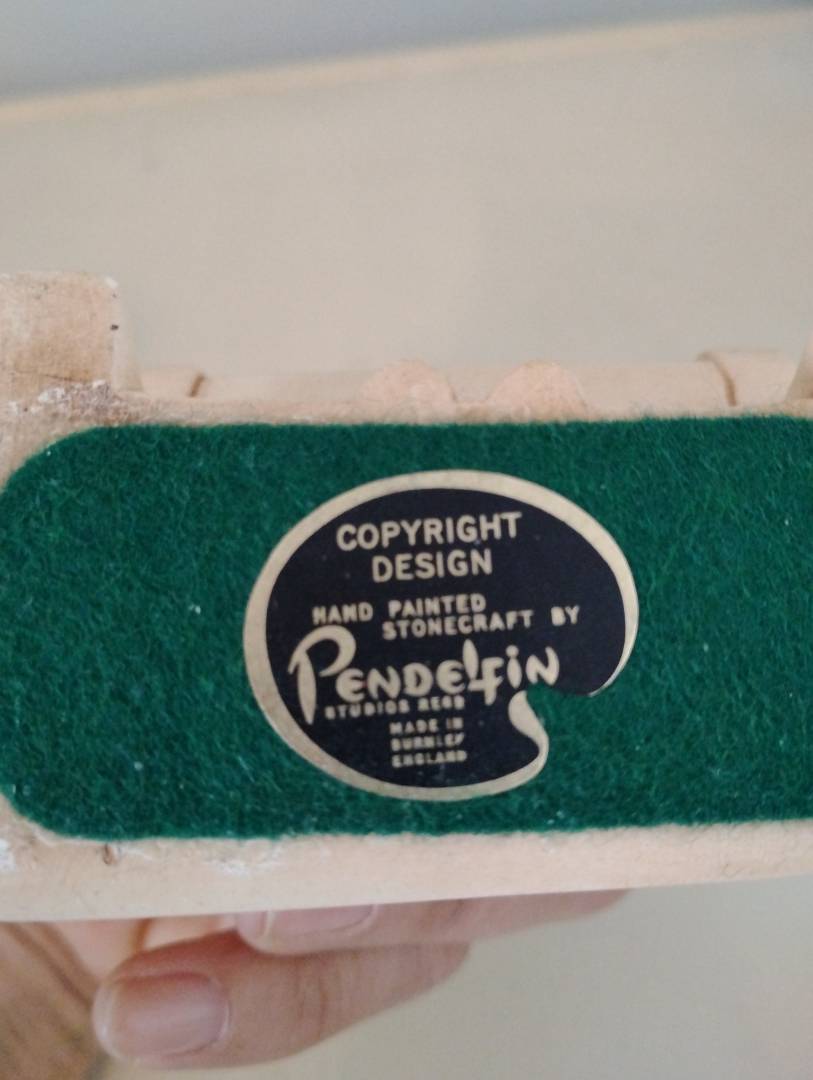 COPYRIGHT
DESIGN
HAND PAINTED
STONECRAFT BY
PENDELFIN
STUDIOS REGD
MADE IN
BURNLEY
ENGLAND